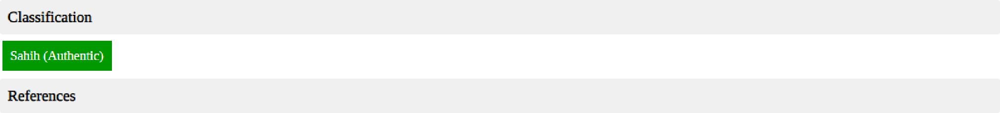 Classification
Sahih (Authentic)
References